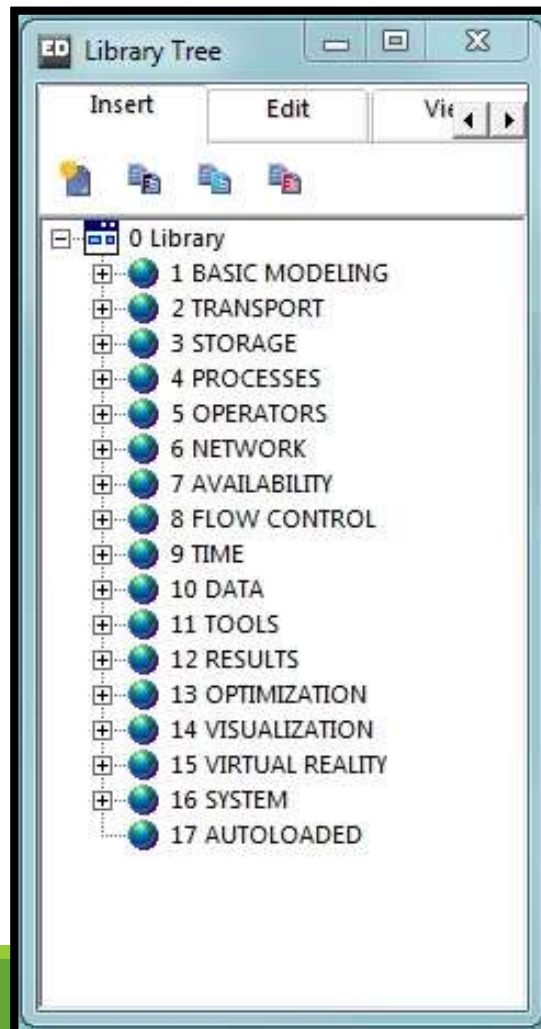 ED Library Tree
Insert Edit Vie
0 Library
1 BASIC MODELING
2 TRANSPORT
3 STORAGE
4 PROCESSES
5 OPERATORS
6 NETWORK
7 AVAILABILITY
8 FLOW CONTROL
9 TIME
10 DATA
11 TOOLS
12 RESULTS
13 OPTIMIZATION
14 VISUALIZATION
15 VIRTUAL REALITY
16 SYSTEM
17 AUTOLOADED